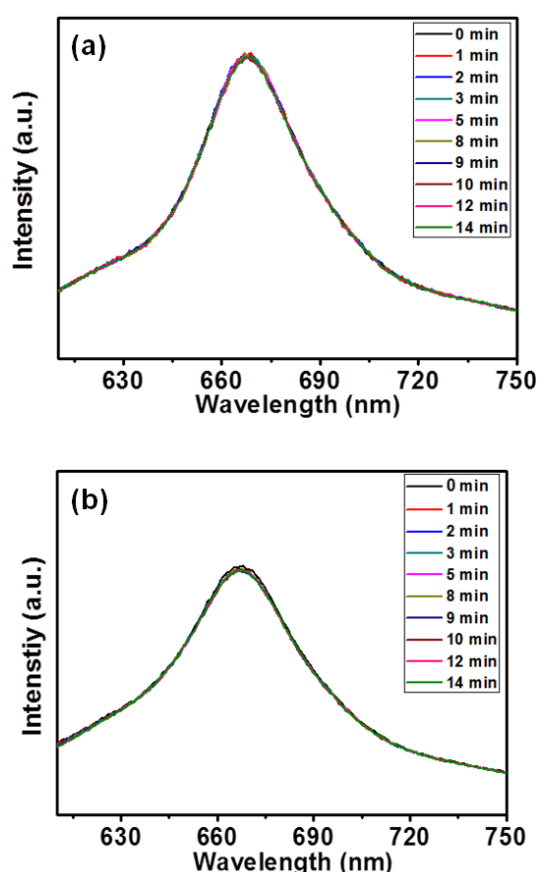 (a)
0 min
1 min
2 min
3 min
5 min
8 min
9 min
10 min
12 min
14 min
Intensity (a.u.)
630 660 690 720 750
Wavelength (nm)
(b)
0 min
1 min
2 min
3 min
5 min
8 min
9 min
10 min
12 min
14 min
Intenstiy (a.u.)
630 660 690 720 750
Wavelength (nm)